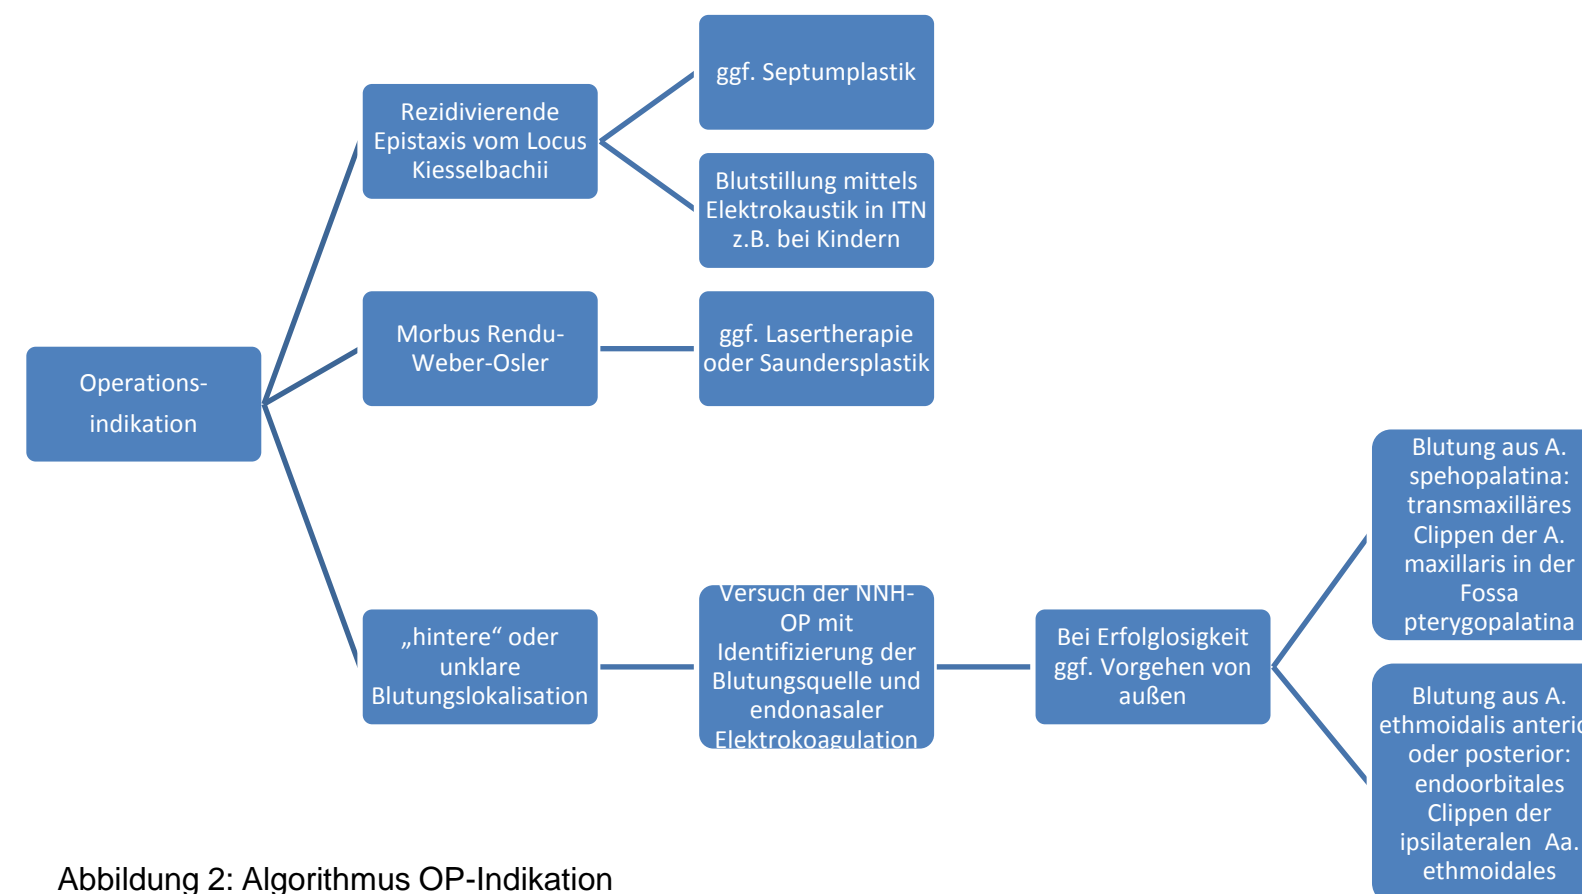 ggf. Septumplastik
Rezidivierende
Epistaxis vom Locus
Kiesselbachii
Blutstillung mittels
Elektrokaustik in ITN
z.B. bei Kindern
Morbus Rendu-
Weber-Osler
ggf. Lasertherapie
oder Saundersplastik
Operations-
indikation
„hintere“ oder
unklare
Blutungslokalisation
Versuch der NNH-
OP mit
Identifizierung der
Blutungsquelle und
endonasaler
Elektrokoagulation
Bei Erfolglosigkeit
ggf. Vorgehen von
außen
Blutung aus A.
spehopalatina:
transmaxilläres
Clippen der A.
maxillaris in der
Fossa
pterygopalatina
Blutung aus A.
ethmoidalis anterio
oder posterior:
endoorbitales
Clippen der
ipsilateralen Aa.
ethmoidales
Abbildung 2: Algorithmus OP-Indikation